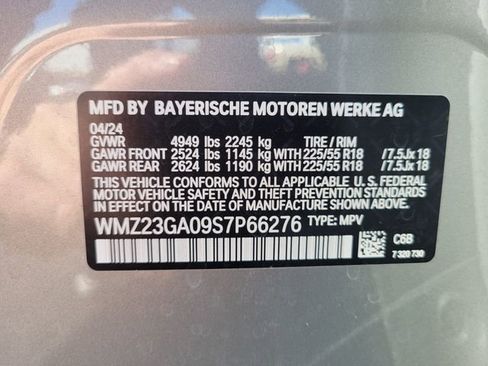 MFD BY BAYERISCHE MOTOREN WERKE AG
04/24
GVWR 4949 lbs 2245 kg TIRE / RIM
GAWR FRONT 2524 lbs 1145 kg WITH 225/55 R18 /7.5Jx18
GAWR REAR 2624 lbs 1190 kg WITH 225/55 R18 /7.5Jx18
THIS VEHICLE CONFORMS TO ALL APPLICABLE U.S. FEDERAL
MOTOR VEHICLE SAFETY AND THEFT PREVENTION STANDARDS
IN EFFECT ON THE DATE OF MANUFACTURE SHOWN ABOVE.
WMZ23GA09S7P66276 TYPE: MPV
C6B
7 320 730